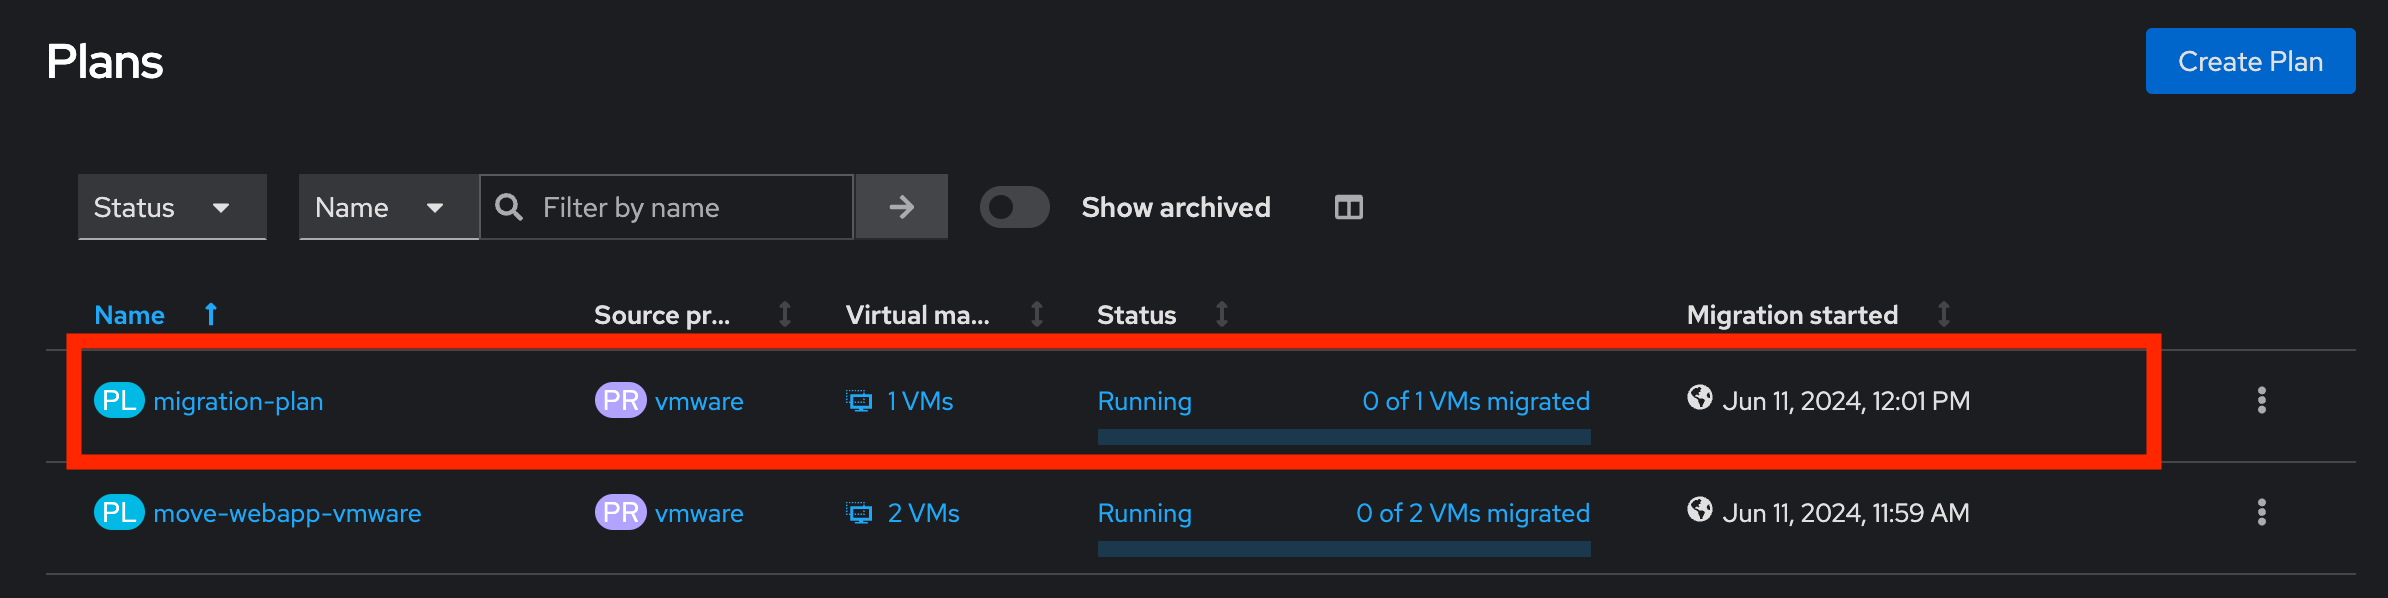 Plans
Create Plan
Status Name Filter by name Show archived
Name Source pr... Virtual ma... Status Migration started
PL migration-plan PR vmware 1 VMs Running 0 of 1 VMs migrated Jun 11, 2024, 12:01 PM
PL move-webapp-vmware PR vmware 2 VMs Running 0 of 2 VMs migrated Jun 11, 2024, 11:59 AM